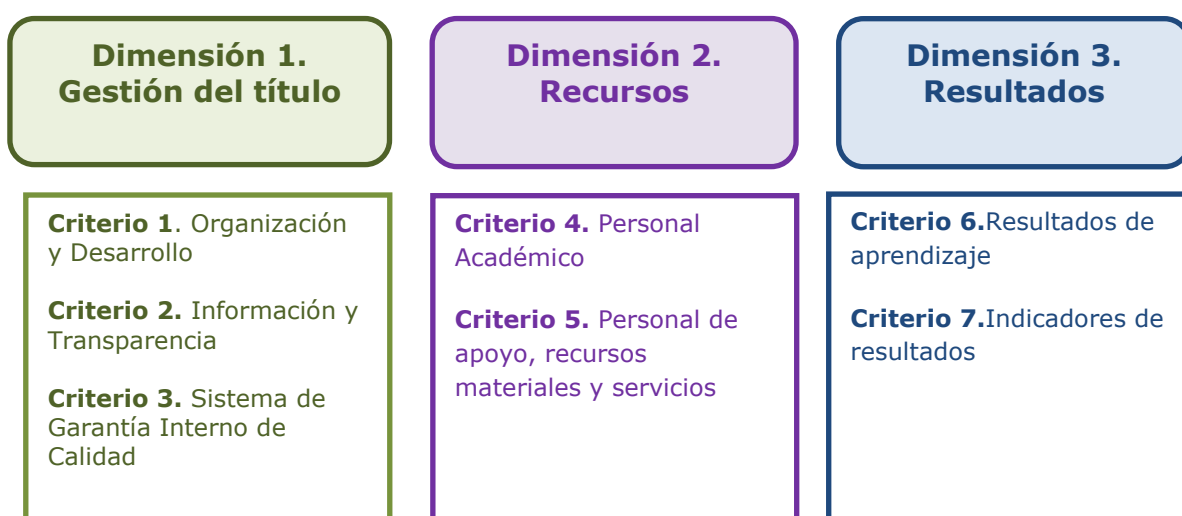 Dimensión 1.
Gestión del título
Criterio 1. Organización
y Desarrollo
Criterio 2. Información y
Transparencia
Criterio 3. Sistema de
Garantía Interno de
Calidad
Dimensión 2.
Recursos
Criterio 4. Personal
Académico
Criterio 5. Personal de
apoyo, recursos
materiales y servicios
Dimensión 3.
Resultados
Criterio 6.Resultados de
aprendizaje
Criterio 7.Indicadores de
resultados